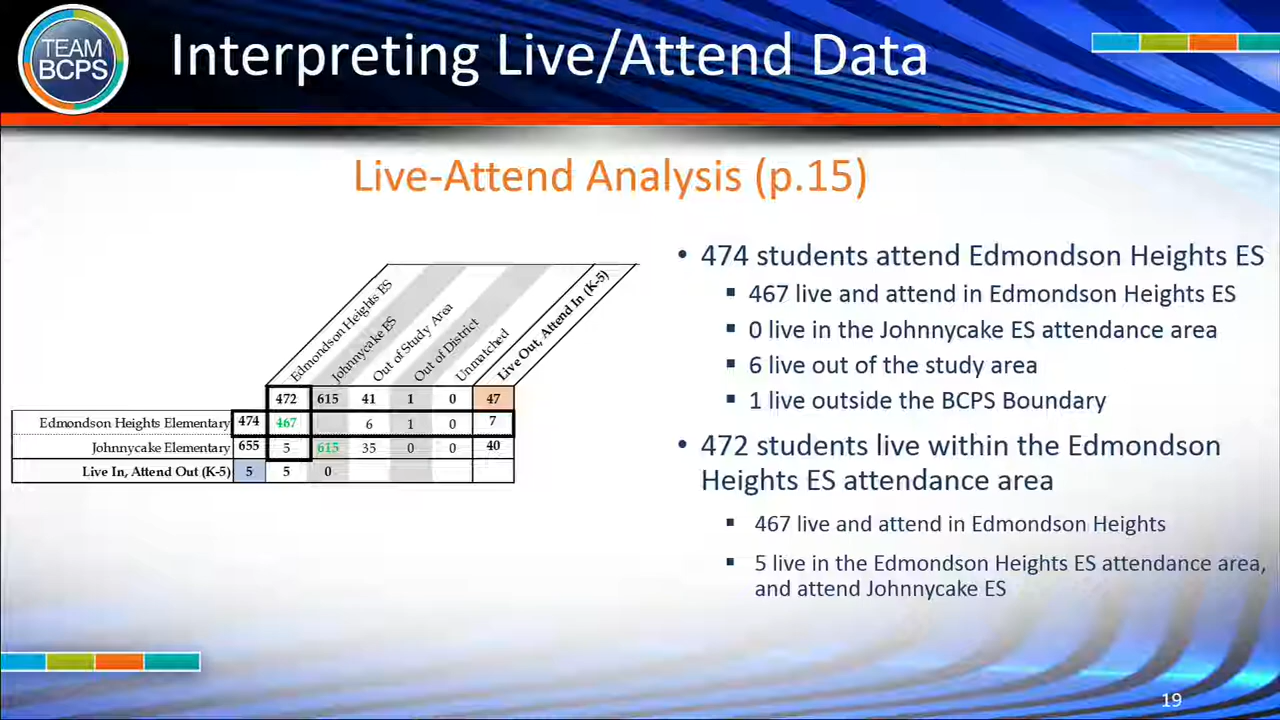 TEAM
BCPS
Interpreting Live/Attend Data
Live-Attend Analysis (p.15)
Edmondson Heights ES
Johnnycake ES
Out of Study Area
Out of District
Unmatched
Live Out, Attend In (K-5)
472 615 41 1 0 47
Edmondson Heights Elementary 474 467 6 1 0 7
Johnnycake Elementary 655 5 615 35 0 0 40
Live In, Attend Out (K-5) 5 5 0
• 474 students attend Edmondson Heights ES
▪ 467 live and attend in Edmondson Heights ES
▪ 0 live in the Johnnycake ES attendance area
▪ 6 live out of the study area
▪ 1 live outside the BCPS Boundary
• 472 students live within the Edmondson
Heights ES attendance area
▪ 467 live and attend in Edmondson Heights
▪ 5 live in the Edmondson Heights ES attendance area,
and attend Johnnycake ES
19